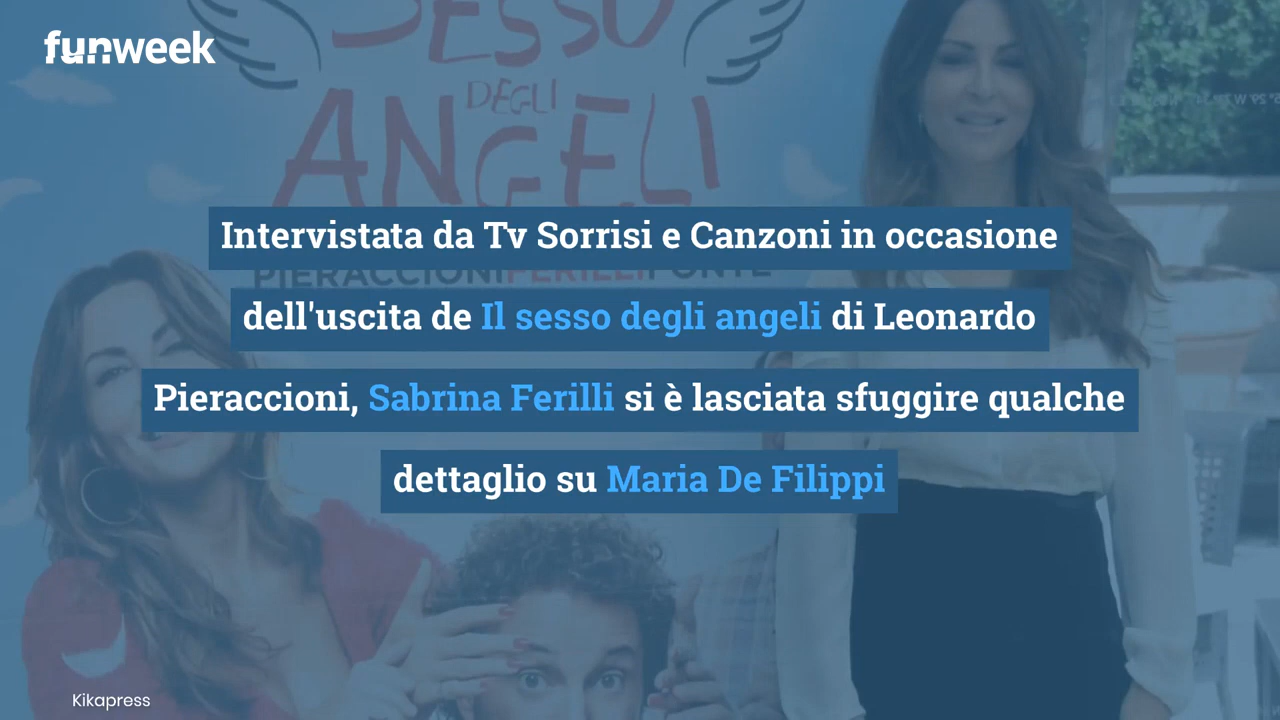 funweek
SESSO
DEGLI
ANGELI
Intervistata da Tv Sorrisi e Canzoni in occasione
PIERACCIONIFERILLIFONTE
dell'uscita de Il sesso degli angeli di Leonardo
Pieraccioni, Sabrina Ferilli si è lasciata sfuggire qualche
dettaglio su Maria De Filippi
Kikapress